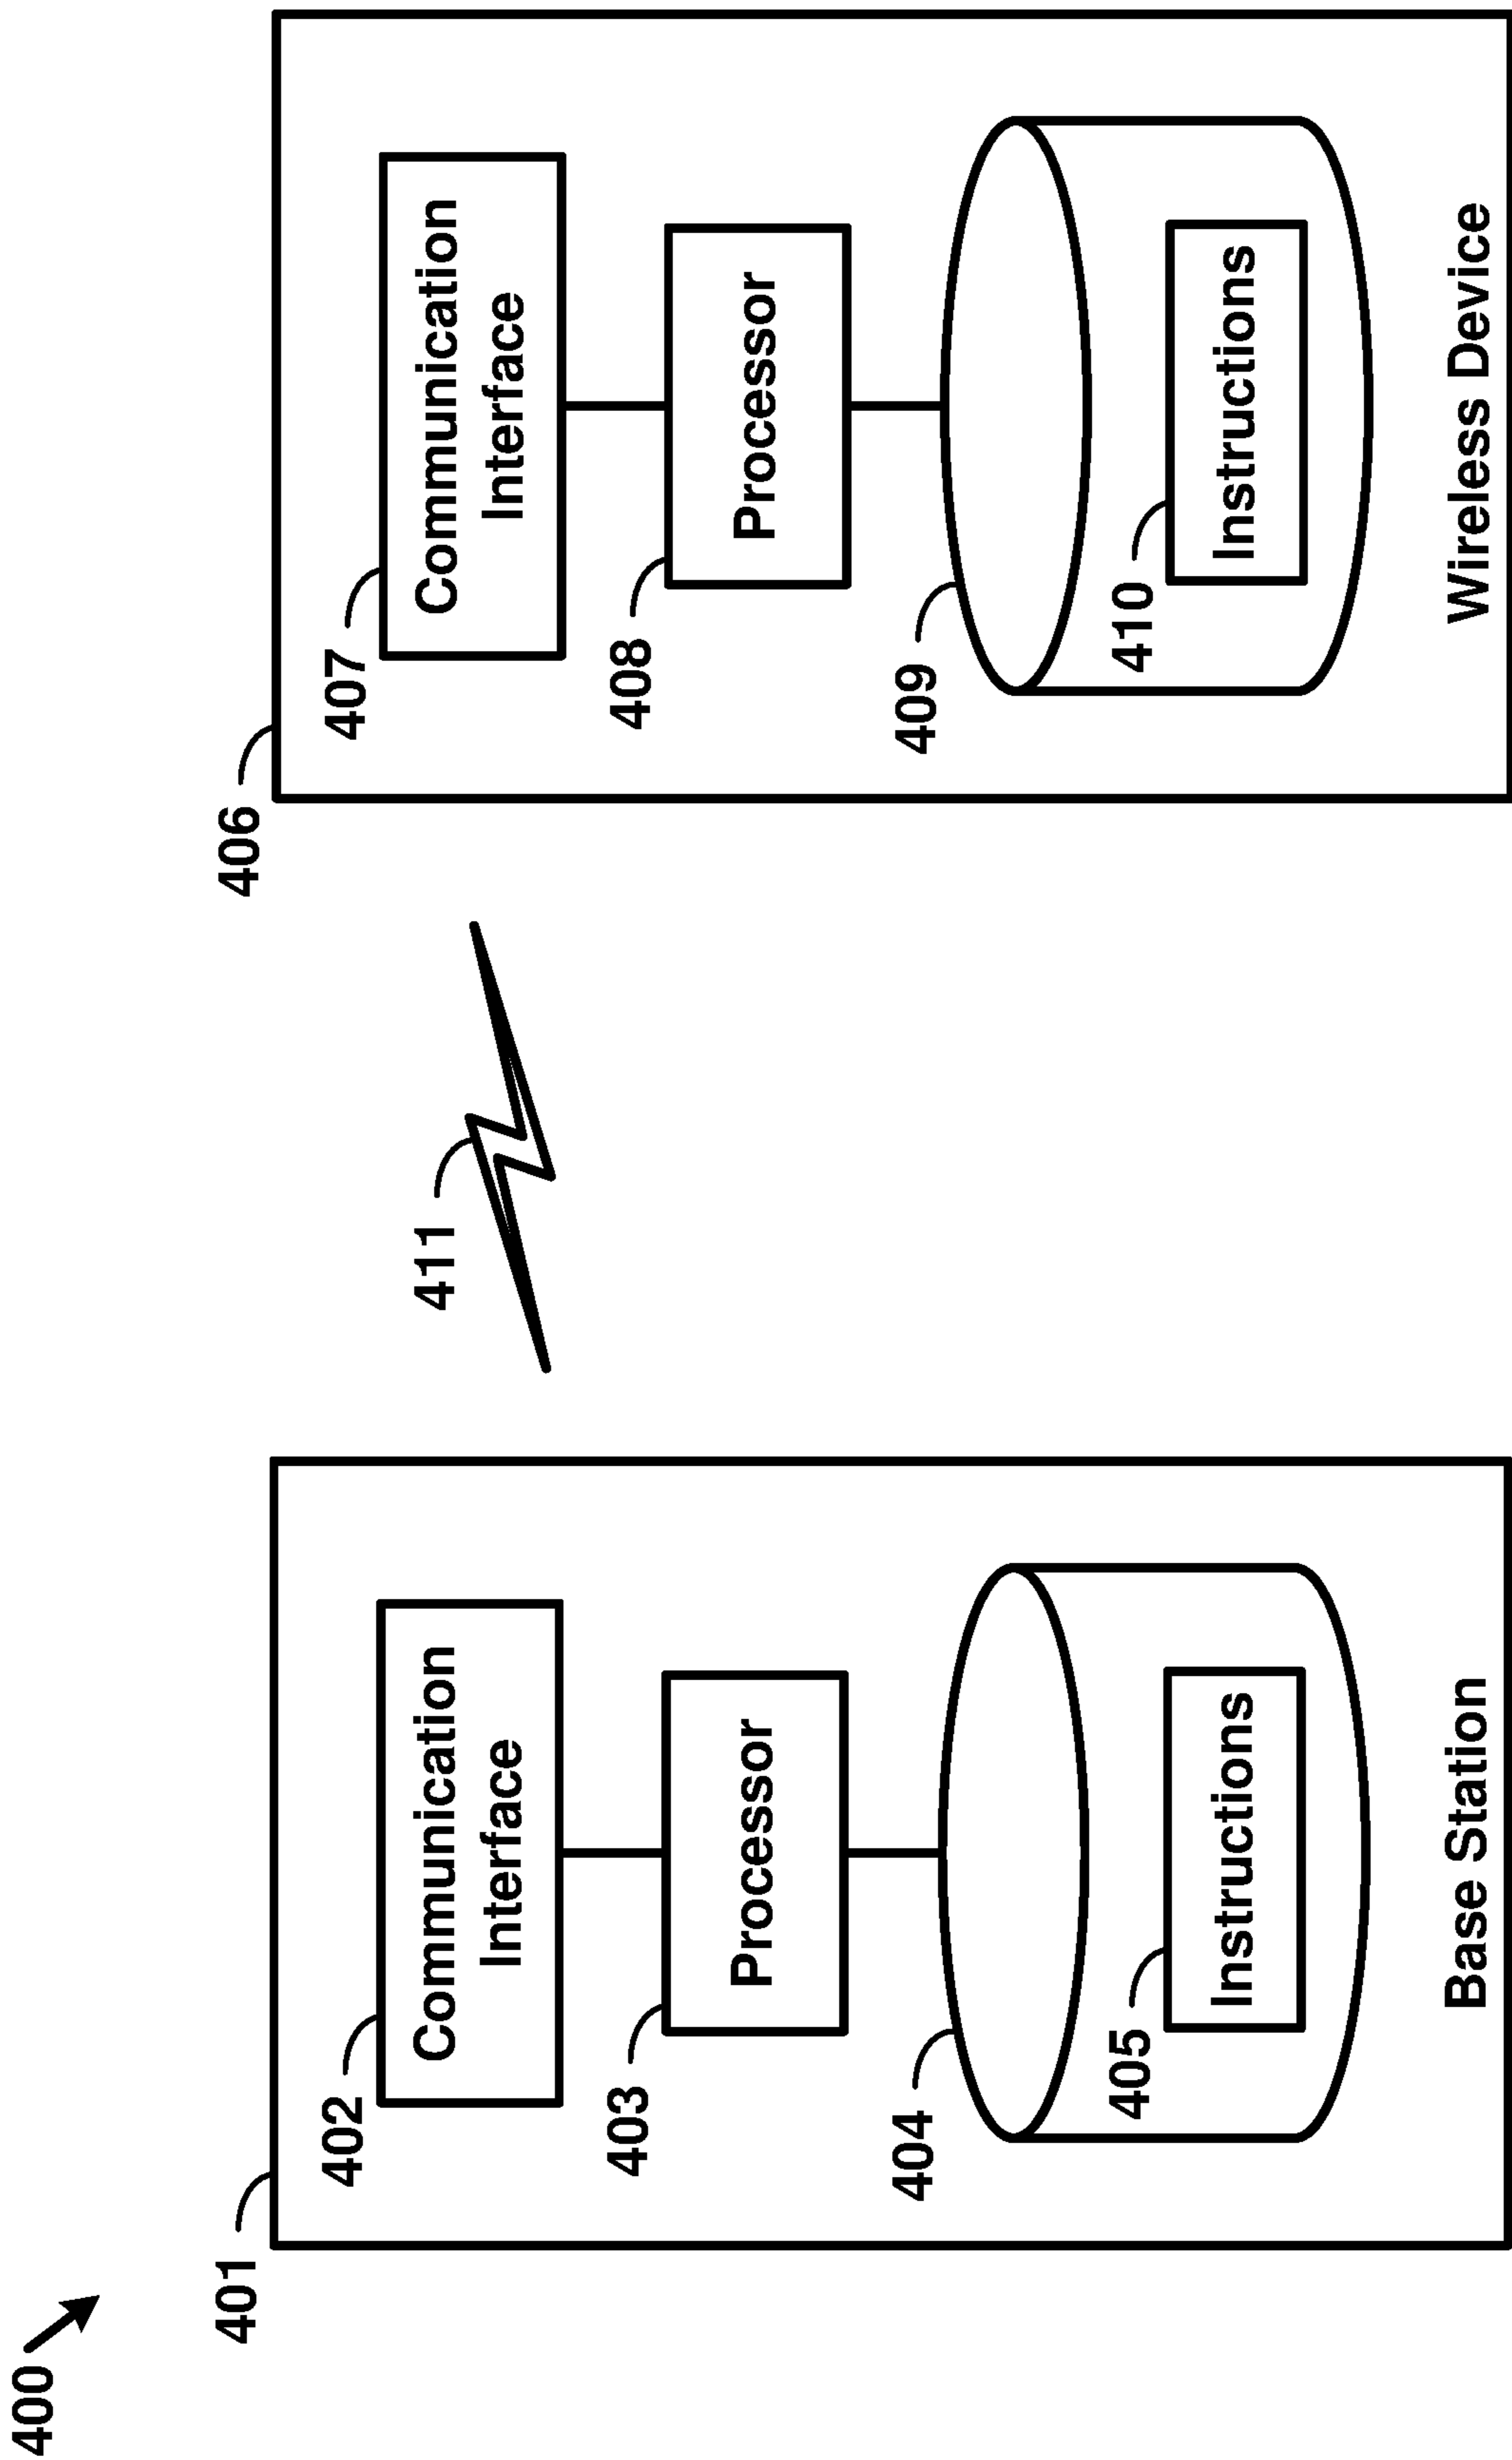 400
401
402
Communication
Interface
403
Processor
404
405
Instructions
Base Station
411
406
407
Communication
Interface
408
Processor
409
410
Instructions
Wireless Device